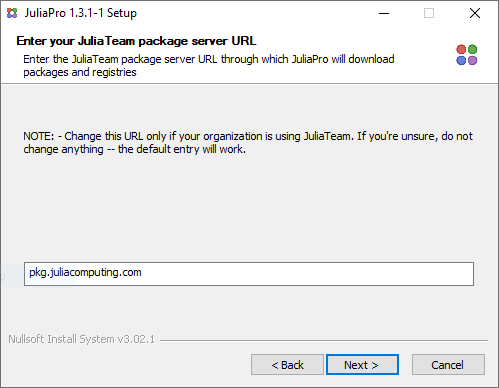 JuliaPro 1.3.1-1 Setup
Enter your JuliaTeam package server URL
Enter the JuliaTeam package server URL through which JuliaPro will download
packages and registries
NOTE: - Change this URL only if your organization is using JuliaTeam. If you're unsure, do not
change anything -- the default entry will work.
pkg.juliacomputing.com
Nullsoft Install System v3.02.1
< Back
Next >
Cancel